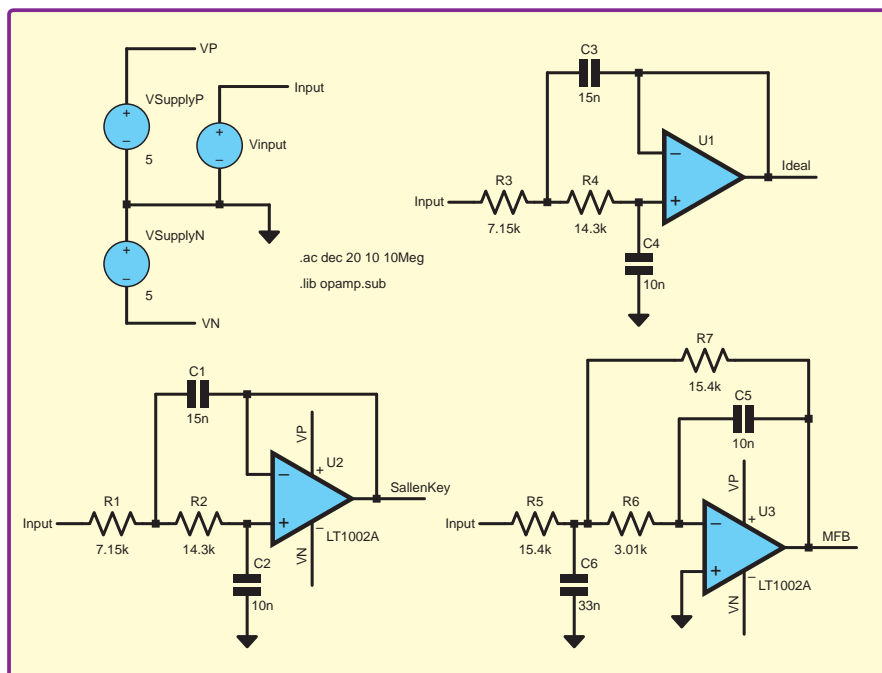 VP
VSupplyP
+
−
5
Input
+
−
Vinput
VSupplyN
+
−
5
VN
.ac dec 20 10 10Meg
.lib opamp.sub
C3
15n
U1
−
+
Ideal
Input
R3
7.15k
R4
14.3k
C4
10n
C1
15n
VP
+
U2
−
+
SallenKey
−
LT1002A
VN
Input
R1
7.15k
R2
14.3k
C2
10n
R7
15.4k
C5
10n
VP
+
U3
−
+
MFB
−
LT1002A
VN
Input
R5
15.4k
R6
3.01k
C6
33n